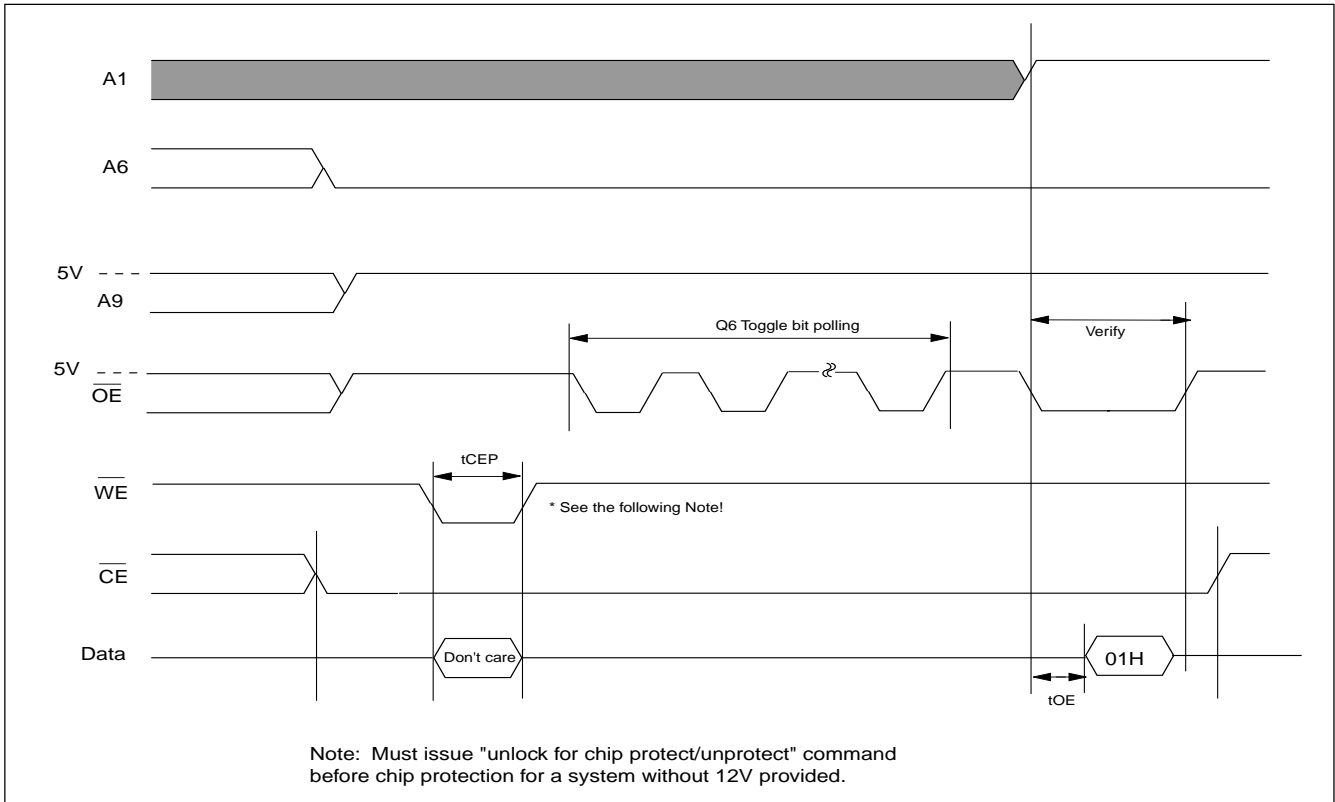 A1
A6
5V
A9
Q6 Toggle bit polling
Verify
5V
OE
tCEP
WE
* See the following Note!
CE
Data
Don't care
01H
tOE
Note: Must issue "unlock for chip protect/unprotect" command
before chip protection for a system without 12V provided.